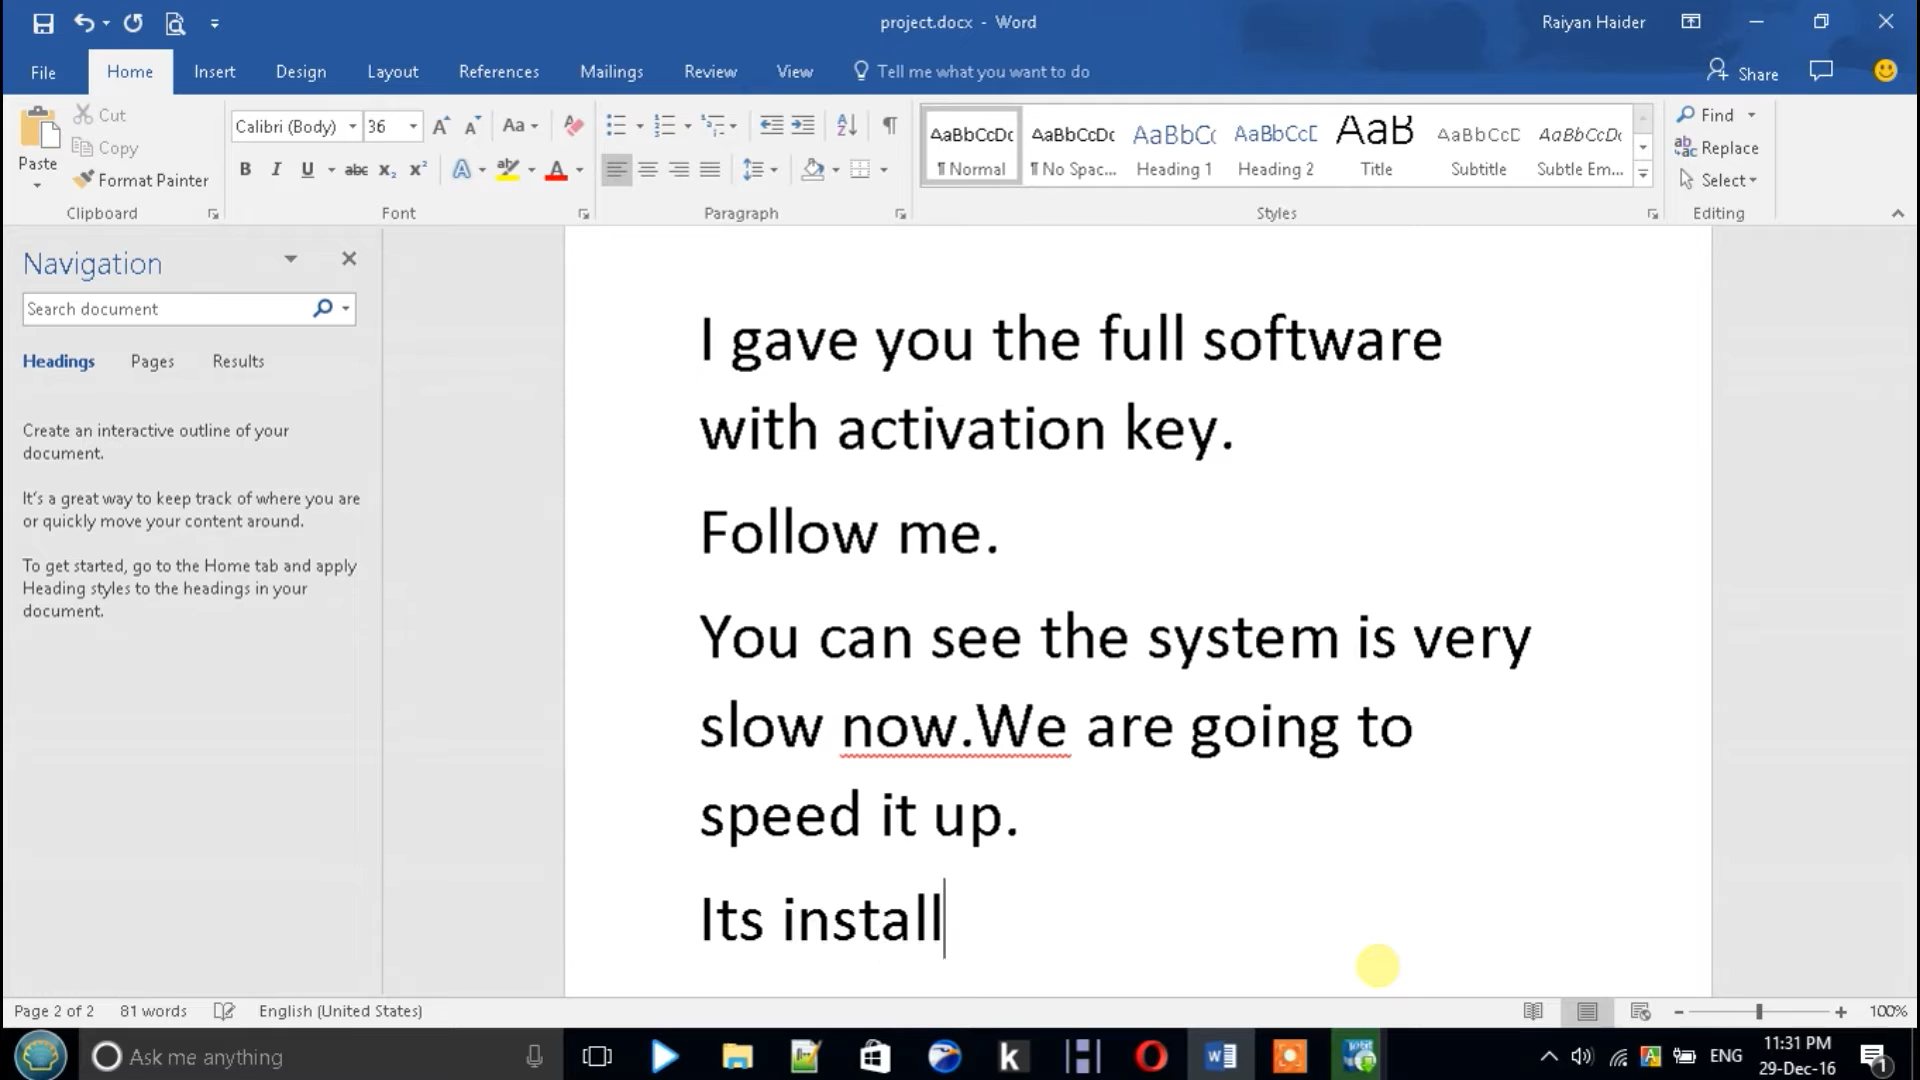 project.docx - Word
Raiyan Haider
File Home Insert Design Layout References Mailings Review View Tell me what you want to do Share
Paste
Cut
Copy
Format Painter
Clipboard
Calibri (Body) 36 Aa
B I U abc x₂ x² A A
Font
Paragraph
AaBbCcDc AaBbCcDc AaBbC( AaBbCcE AaB AaBbCcD AaBbCcDc
¶ Normal ¶ No Spac... Heading 1 Heading 2 Title Subtitle Subtle Em...
Styles
Find
Replace
Select
Editing
Navigation
Search document
Headings Pages Results
Create an interactive outline of your
document.
It's a great way to keep track of where you are
or quickly move your content around.
To get started, go to the Home tab and apply
Heading styles to the headings in your
document.
I gave you the full software
with activation key.
Follow me.
You can see the system is very
slow now.We are going to
speed it up.
Its install
Page 2 of 2 81 words English (United States) 100%
Ask me anything
ENG
11:31 PM
29-Dec-16
1